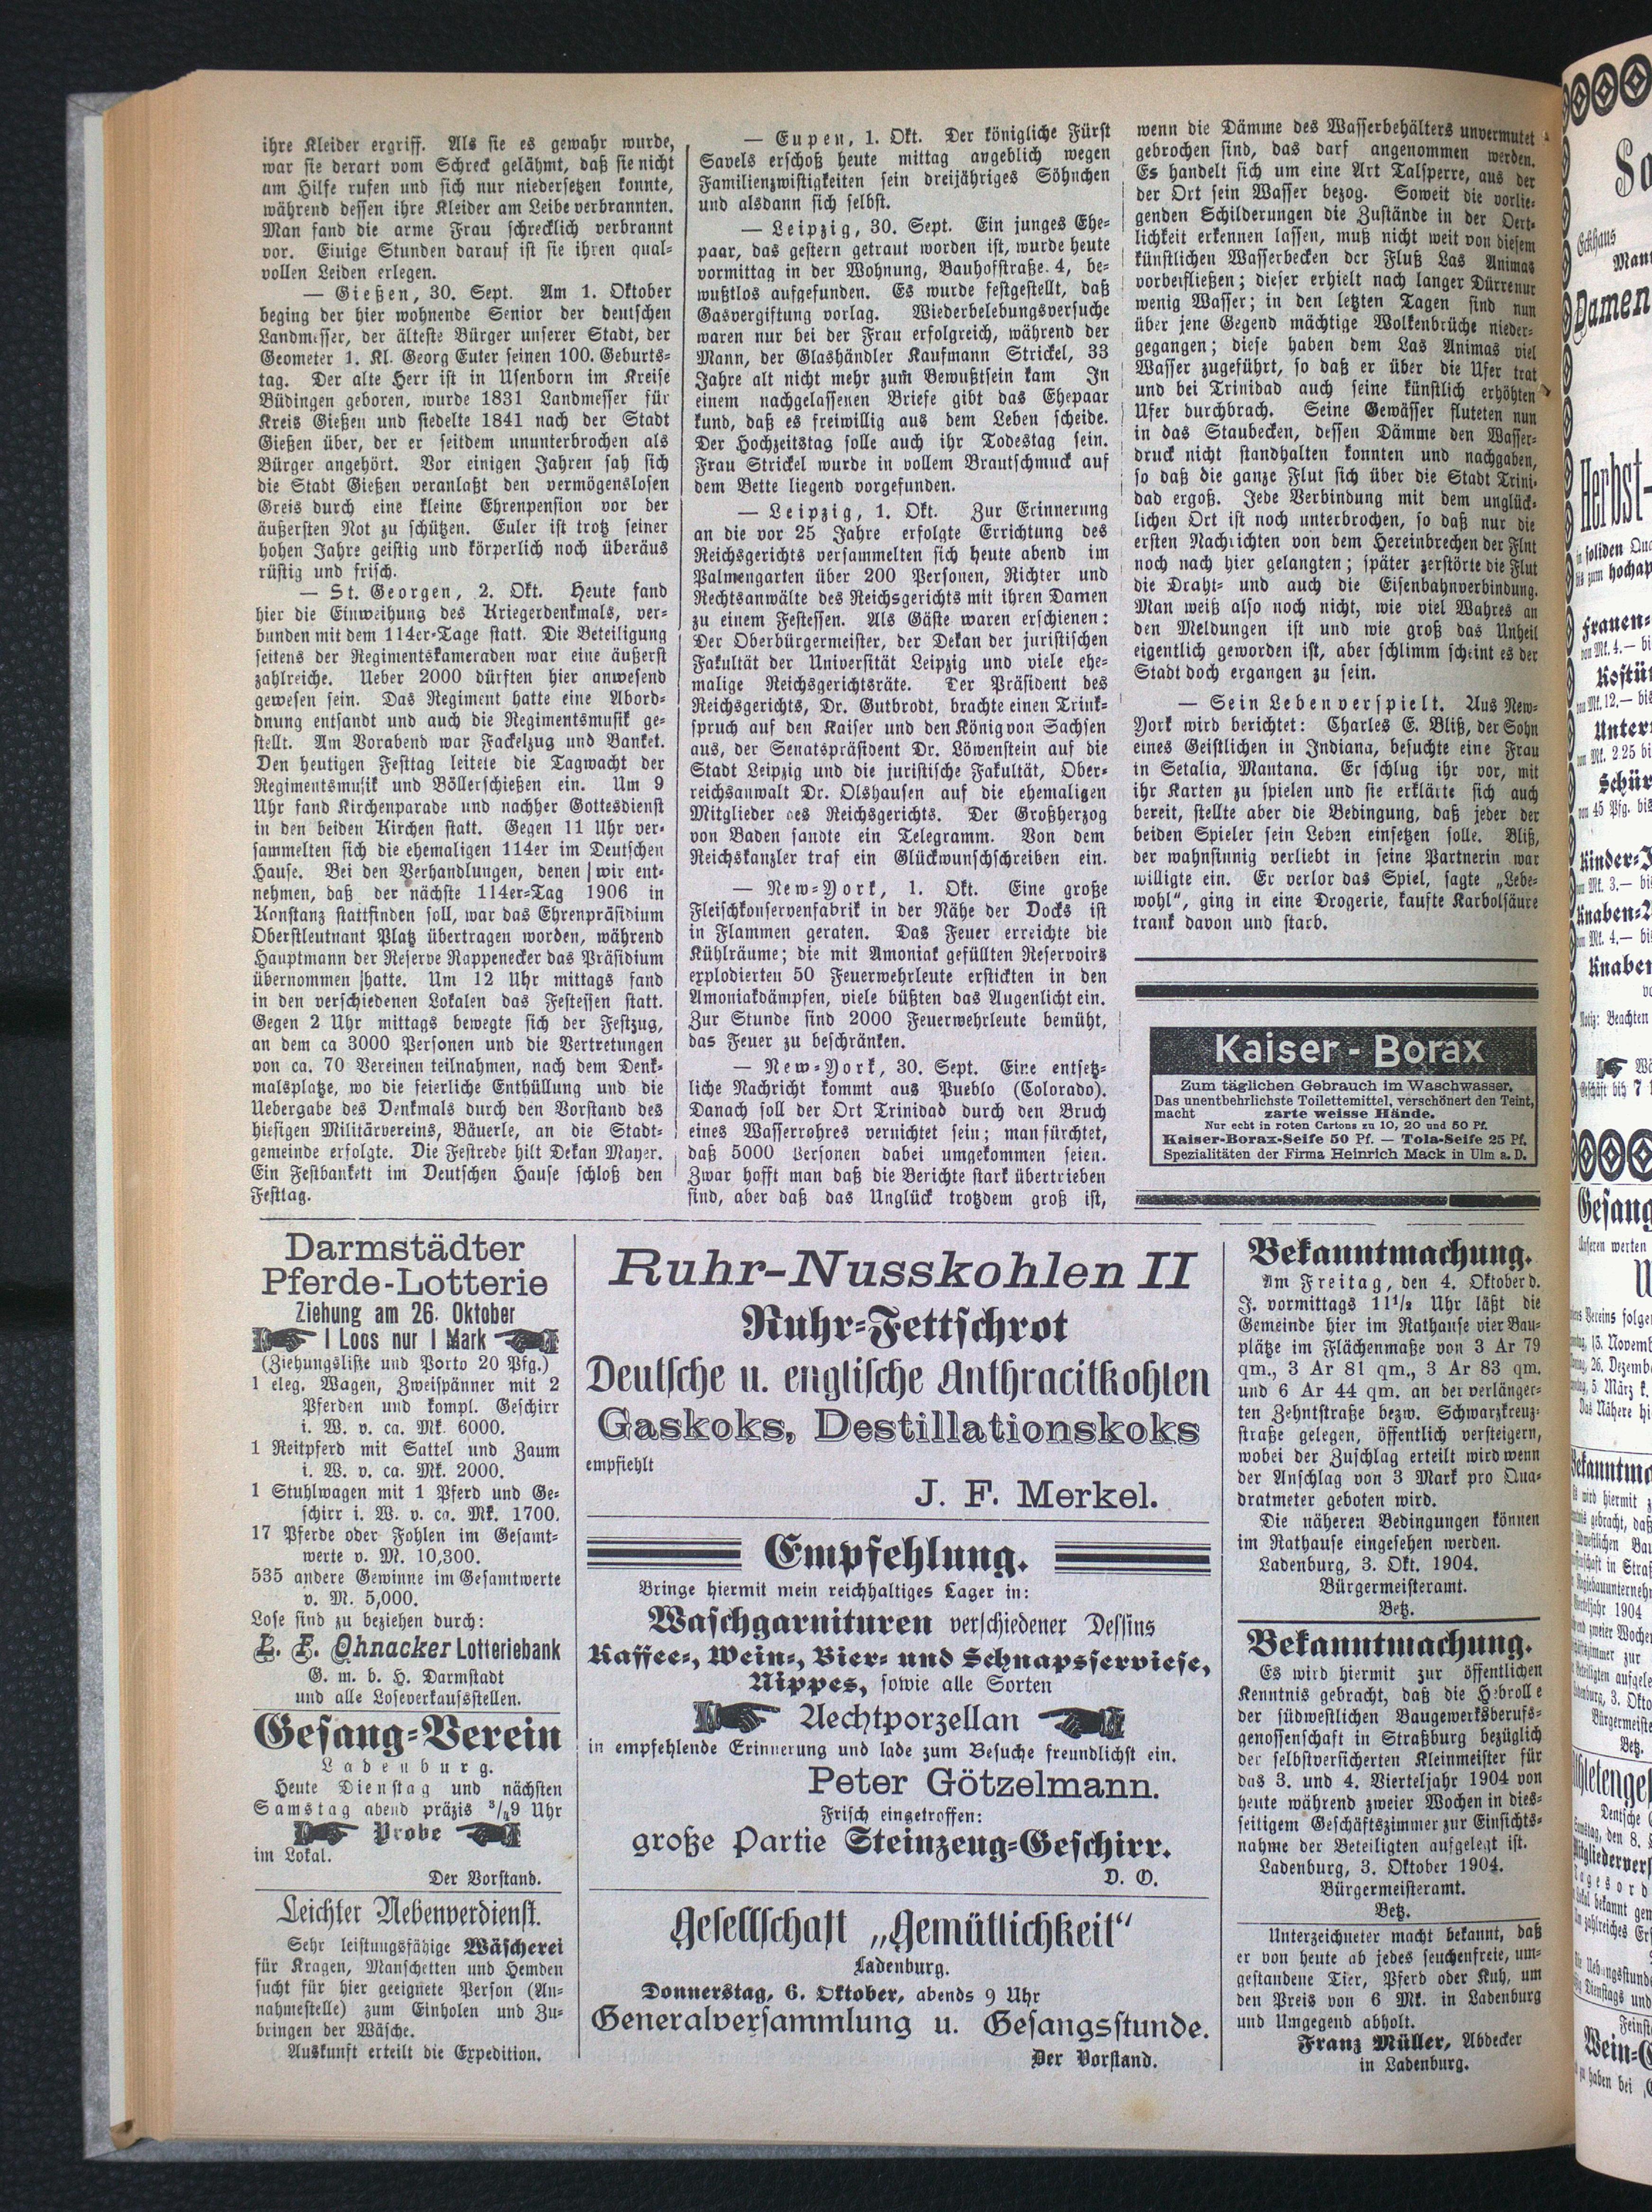 ihre Kleider ergriff. Als sie es gewahr wurde,
war sie derart vom Schreck gelähmt, daß sie nicht
um Hilfe rufen und sich nur niedersetzen konnte,
während dessen ihre Kleider am Leibe verbrannten.
Man fand die arme Frau schrecklich verbrannt
vor. Einige Stunden darauf ist sie ihren qual-
vollen Leiden erlegen.
— Gießen, 30. Sept. Am 1. Oktober
beging der hier wohnende Senior der deutschen
Landmesser, der älteste Bürger unserer Stadt, der
Geometer 1. Kl. Georg Euter seinen 100. Geburts-
tag. Der alte Herr ist in Usenborn im Kreise
Büdingen geboren, wurde 1831 Landmesser für
Kreis Gießen und siedelte 1841 nach der Stadt
Gießen über, der er seitdem ununterbrochen als
Bürger angehört. Vor einigen Jahren sah sich
die Stadt Gießen veranlaßt den vermögenslosen
Greis durch eine kleine Ehrenpension vor der
äußersten Not zu schützen. Euler ist trotz seiner
hohen Jahre geistig und körperlich noch überaus
rüstig und frisch.
— St. Georgen, 2. Okt. Heute fand
hier die Einweihung des Kriegerdenkmals, ver-
bunden mit dem 114er-Tage statt. Die Beteiligung
seitens der Regimentskameraden war eine äußerst
zahlreiche. Ueber 2000 dürften hier anwesend
gewesen sein. Das Regiment hatte eine Abord-
dnung entsandt und auch die Regimentsmusik ge-
stellt. Am Vorabend war Fackelzug und Banket.
Den heutigen Festtag leitete die Tagwacht der
Regimentsmusik und Böllerschießen ein. Um 9
Uhr fand Kirchenparade und nachher Gottesdienst
in den beiden Kirchen statt. Gegen 11 Uhr ver-
sammelten sich die ehemaligen 114er im Deutschen
Hause. Bei den Verhandlungen, denen wir ent-
nehmen, daß der nächste 114er-Tag 1906 in
Konstanz stattfinden soll, war das Ehrenpräsidium
Oberstleutnant Platz übertragen worden, während
Hauptmann der Reserve Rappenecker das Präsidium
übernommen hatte. Um 12 Uhr mittags fand
in den verschiedenen Lokalen das Festessen statt.
Gegen 2 Uhr mittags bewegte sich der Festzug,
an dem ca 3000 Personen und die Vertretungen
von ca. 70 Vereinen teilnahmen, nach dem Denk-
malsplatze, wo die feierliche Enthüllung und die
Uebergabe des Denkmals durch den Vorstand des
hiesigen Militärvereins, Bäuerle, an die Stadt-
gemeinde erfolgte. Die Festrede hilt Dekan Mayer.
Ein Festbankett im Deutschen Hause schloß den
Festtag.
— Eupen, 1. Okt. Der königliche Fürst
Savels erschoß heute mittag angeblich wegen
Familienzwistigkeiten sein dreijähriges Söhnchen
und alsdann sich selbst.
— Leipzig, 30. Sept. Ein junges Ehe-
paar, das gestern getraut worden ist, wurde heute
vormittag in der Wohnung, Bauhofstraße 4, be-
wußtlos aufgefunden. Es wurde festgestellt, daß
Gasvergiftung vorlag. Wiederbelebungsversuche
waren nur bei der Frau erfolgreich, während der
Mann, der Glashändler Kaufmann Strickel, 33
Jahre alt nicht mehr zum Bewußtsein kam In
einem nachgelassenen Briefe gibt das Ehepaar
kund, daß es freiwillig aus dem Leben scheide.
Der Hochzeitstag solle auch ihr Todestag sein.
Frau Strickel wurde in vollem Brautschmuck auf
dem Bette liegend vorgefunden.
— Leipzig, 1. Okt. Zur Erinnerung
an die vor 25 Jahre erfolgte Errichtung des
Reichsgerichts versammelten sich heute abend im
Palmengarten über 200 Personen, Richter und
Rechtsanwälte des Reichsgerichts mit ihren Damen
zu einem Festessen. Als Gäste waren erschienen:
Der Oberbürgermeister, der Dekan der juristischen
Fakultät der Universität Leipzig und viele ehe-
malige Reichsgerichtsräte. Der Präsident des
Reichsgerichts, Dr. Gutbrodt, brachte einen Trink-
spruch auf den Kaiser und den König von Sachsen
aus, der Senatspräsident Dr. Löwenstein auf die
Stadt Leipzig und die juristische Fakultät, Ober-
reichsanwalt Dr. Olshausen auf die ehemaligen
Mitglieder des Reichsgerichts. Der Großherzog
von Baden sandte ein Telegramm. Von dem
Reichskanzler traf ein Glückwunschschreiben ein.
— New-York, 1. Okt. Eine große
Fleischkonservenfabrik in der Nähe der Docks ist
in Flammen geraten. Das Feuer erreichte die
Kühlräume; die mit Amoniak gefüllten Reservoirs
explodierten 50 Feuerwehrleute erstickten in den
Amoniakdämpfen, viele büßten das Augenlicht ein.
Zur Stunde sind 2000 Feuerwehrleute bemüht,
das Feuer zu beschränken.
— New-York, 30. Sept. Eine entsetz-
liche Nachricht kommt aus Pueblo (Colorado).
Danach soll der Ort Trinidad durch den Bruch
eines Wasserrohres vernichtet sein; man fürchtet,
daß 5000 Personen dabei umgekommen seien.
Zwar hofft man daß die Berichte stark übertrieben
sind, aber daß das Unglück trotzdem groß ist,
wenn die Dämme des Wasserbehälters unvermutet
gebrochen sind, das darf angenommen werden.
Es handelt sich um eine Art Talsperre, aus der
der Ort sein Wasser bezog. Soweit die vorlie-
genden Schilderungen die Zustände in der Oert-
lichkeit erkennen lassen, muß nicht weit von diesem
künstlichen Wasserbecken der Fluß Las Animas
vorbeifließen; dieser erhielt nach langer Dürre nur
wenig Wasser; in den letzten Tagen sind nun
über jene Gegend mächtige Wolkenbrüche nieder-
gegangen; diese haben dem Las Animas viel
Wasser zugeführt, so daß er über die Ufer trat
und bei Trinidad auch seine künstlich erhöhten
Ufer durchbrach. Seine Gewässer fluteten nun
in das Staubecken, dessen Dämme den Wasser-
druck nicht standhalten konnten und nachgaben,
so daß die ganze Flut sich über die Stadt Trini-
dad ergoß. Jede Verbindung mit dem unglück-
lichen Ort ist noch unterbrochen, so daß nur die
ersten Nachrichten von dem Hereinbrechen der Flut
noch nach hier gelangten; später zerstörte die Flut
die Draht- und auch die Eisenbahnverbindung.
Man weiß also noch nicht, wie viel Wahres an
den Meldungen ist und wie groß das Unheil
eigentlich geworden ist, aber schlimm scheint es der
Stadt doch ergangen zu sein.
— Sein Leben verspielt. Aus New-
York wird berichtet: Charles E. Bliß, der Sohn
eines Geistlichen in Indiana, besuchte eine Frau
in Setalia, Mantana. Er schlug ihr vor, mit
ihr Karten zu spielen und sie erklärte sich auch
bereit, stellte aber die Bedingung, daß jeder der
beiden Spieler sein Leben einsetzen solle. Bliß,
der wahnsinnig verliebt in seine Partnerin war
willigte ein. Er verlor das Spiel, sagte „Lebe-
wohl“, ging in eine Drogerie, kaufte Karbolsäure
trank davon und starb.
Kaiser-Borax
Zum täglichen Gebrauch im Waschwasser.
Das unentbehrlichste Toilettemittel, verschönert den Teint,
macht zarte weisse Hände.
Nur echt in roten Cartons zu 10, 20 und 50 Pf.
Kaiser-Borax-Seife 50 Pf. — Tola-Seife 25 Pf.
Spezialitäten der Firma Heinrich Mack in Ulm a. D.
Darmstädter
Pferde-Lotterie
Ziehung am 26. Oktober
1 Loos nur 1 Mark
(Ziehungsliste und Porto 20 Pfg.)
1 eleg. Wagen, Zweispänner mit 2
Pferden und kompl. Geschirr
i. W. v. ca. Mk. 6000.
1 Reitpferd mit Sattel und Zaum
i. W. v. ca. Mk. 2000.
1 Stuhlwagen mit 1 Pferd und Ge-
schirr i. W. v. ca. Mk. 1700.
17 Pferde oder Fohlen im Gesamt-
werte v. M. 10,300.
535 andere Gewinne im Gesamtwerte
v. M. 5,000.
Lose sind zu beziehen durch:
L. F. Ohnacker Lotteriebank
G. m. b. H. Darmstadt
und alle Loseverkaufsstellen.
Gesang-Verein
Ladenburg.
Heute Dienstag und nächsten
Samstag abend präzis ³/₄9 Uhr
Probe
im Lokal.
Der Vorstand.
Leichter Nebenverdienst.
Sehr leistungsfähige Wäscherei
für Kragen, Manschetten und Hemden
sucht für hier geeignete Person (An-
nahmestelle) zum Einholen und Zu-
bringen der Wäsche.
Auskunft erteilt die Expedition.
Ruhr-Nusskohlen II
Ruhr-Fettschrot
Deutsche u. englische Anthracitkohlen
Gaskoks, Destillationskoks
empfiehlt
J. F. Merkel.
Empfehlung.
Bringe hiermit mein reichhaltiges Lager in:
Waschgarnituren verschiedener Dessins
Kaffee-, Wein-, Bier- und Schnapsserviese,
Nippes, sowie alle Sorten
Aechtporzellan
in empfehlende Erinnerung und lade zum Besuche freundlichst ein.
Peter Götzelmann.
Frisch eingetroffen:
große Partie Steinzeug-Geschirr.
D. O.
Gesellschaft „Gemütlichkeit“
Ladenburg.
Donnerstag, 6. Oktober, abends 9 Uhr
Generalversammlung u. Gesangsstunde.
Der Vorstand.
Bekanntmachung.
Am Freitag, den 4. Oktober d.
J. vormittags 11¹/₂ Uhr läßt die
Gemeinde hier im Rathause vier Bau-
plätze im Flächenmaße von 3 Ar 79
qm., 3 Ar 81 qm., 3 Ar 83 qm.
und 6 Ar 44 qm. an der verlänger-
ten Zehntstraße bezw. Schwarzkreuz-
straße gelegen, öffentlich versteigern,
wobei der Zuschlag erteilt wird wenn
der Anschlag von 3 Mark pro Qua-
dratmeter geboten wird.
Die näheren Bedingungen können
im Rathause eingesehen werden.
Ladenburg, 3. Okt. 1904.
Bürgermeisteramt.
Betz.
Bekanntmachung.
Es wird hiermit zur öffentlichen
Kenntnis gebracht, daß die Hebrolle
der südwestlichen Baugewerksberufs-
genossenschaft in Straßburg bezüglich
der selbstversicherten Kleinmeister für
das 3. und 4. Vierteljahr 1904 von
heute während zweier Wochen in dies-
seitigem Geschäftszimmer zur Einsichts-
nahme der Beteiligten aufgelegt ist.
Ladenburg, 3. Oktober 1904.
Bürgermeisteramt.
Betz.
Unterzeichneter macht bekannt, daß
er von heute ab jedes seuchenfreie, um-
gestandene Tier, Pferd oder Kuh, um
den Preis von 6 Mk. in Ladenburg
und Umgegend abholt.
Franz Müller, Abdecker
in Ladenburg.
Eckhaus
Damen
Herbst-
Frauen-
von Mk. 4.— bis
von Mk. 12.— bis
Notiz: Beachten